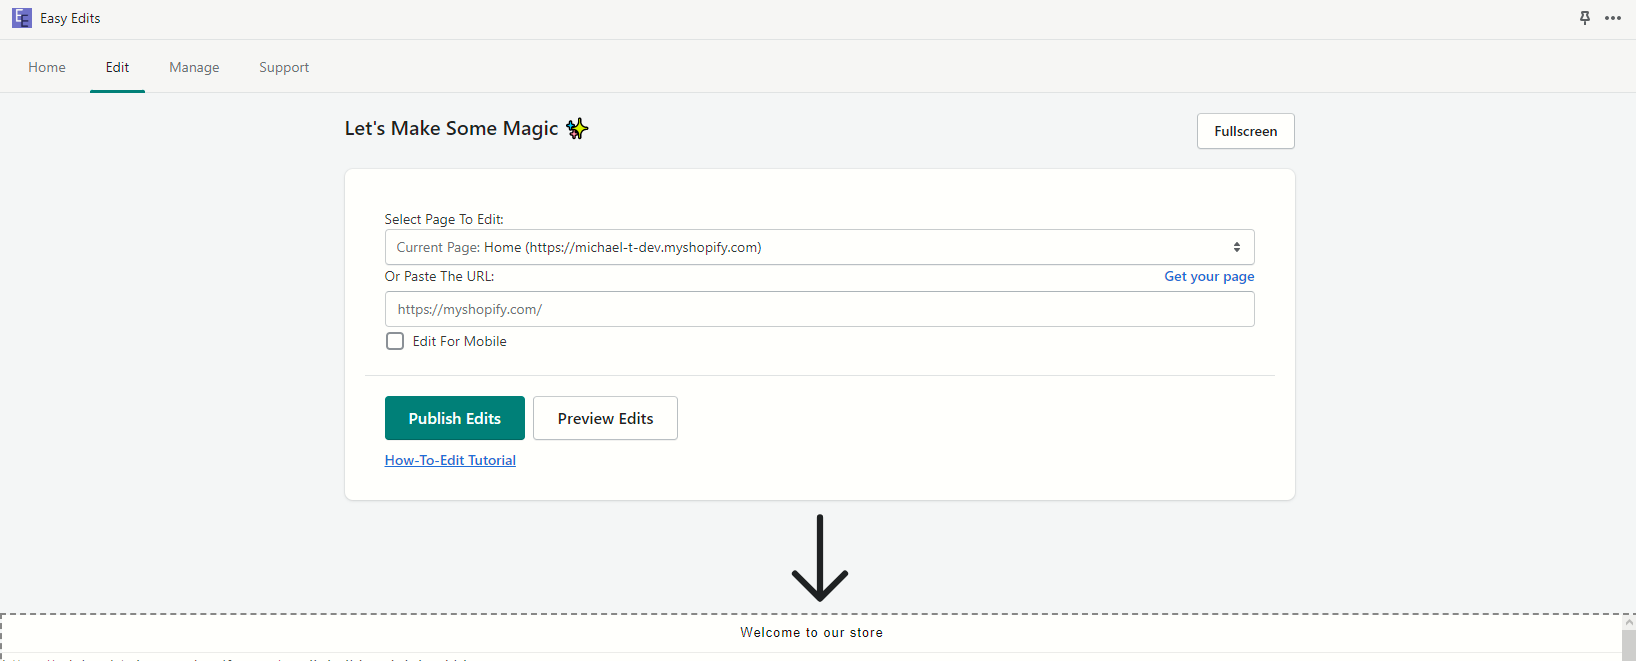 Easy Edits
Home Edit Manage Support
Let's Make Some Magic
Fullscreen
Select Page To Edit:
Current Page: Home (https://michael-t-dev.myshopify.com)
Or Paste The URL: Get your page
https://myshopify.com/
Edit For Mobile
Publish Edits Preview Edits
How-To-Edit Tutorial
Welcome to our store